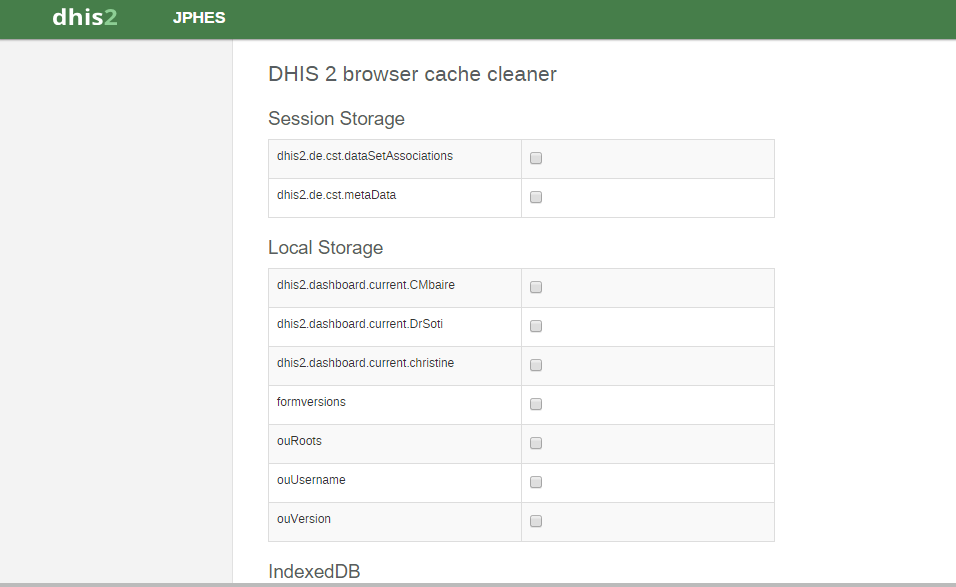 dhis2 JPHES
DHIS 2 browser cache cleaner
Session Storage
dhis2.de.cst.dataSetAssociations
dhis2.de.cst.metaData
Local Storage
dhis2.dashboard.current.CMbaire
dhis2.dashboard.current.DrSoti
dhis2.dashboard.current.christine
formversions
ouRoots
ouUsername
ouVersion
IndexedDB